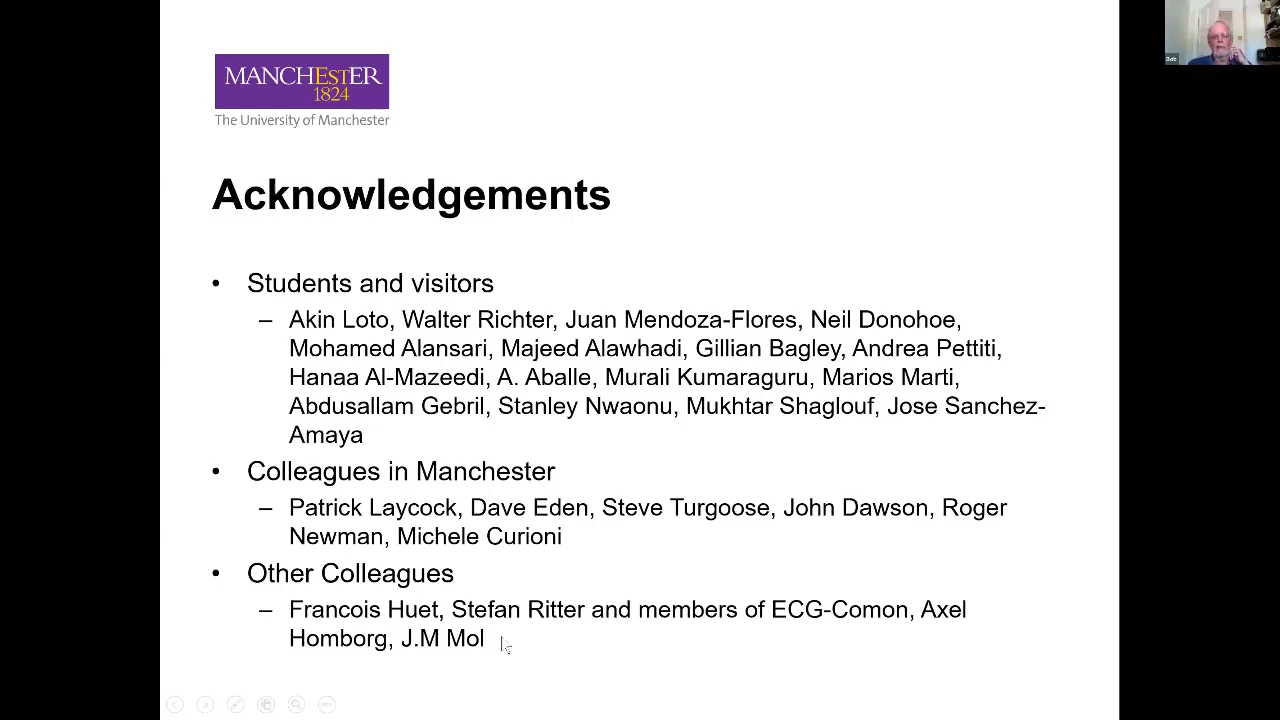 MANCHESTER
1824
The University of Manchester
Bob
Acknowledgements
• Students and visitors
– Akin Loto, Walter Richter, Juan Mendoza-Flores, Neil Donohoe,
Mohamed Alansari, Majeed Alawhadi, Gillian Bagley, Andrea Pettiti,
Hanaa Al-Mazeedi, A. Aballe, Murali Kumaraguru, Marios Marti,
Abdusallam Gebril, Stanley Nwaonu, Mukhtar Shaglouf, Jose Sanchez-
Amaya
• Colleagues in Manchester
– Patrick Laycock, Dave Eden, Steve Turgoose, John Dawson, Roger
Newman, Michele Curioni
• Other Colleagues
– Francois Huet, Stefan Ritter and members of ECG-Comon, Axel
Homborg, J.M Mol